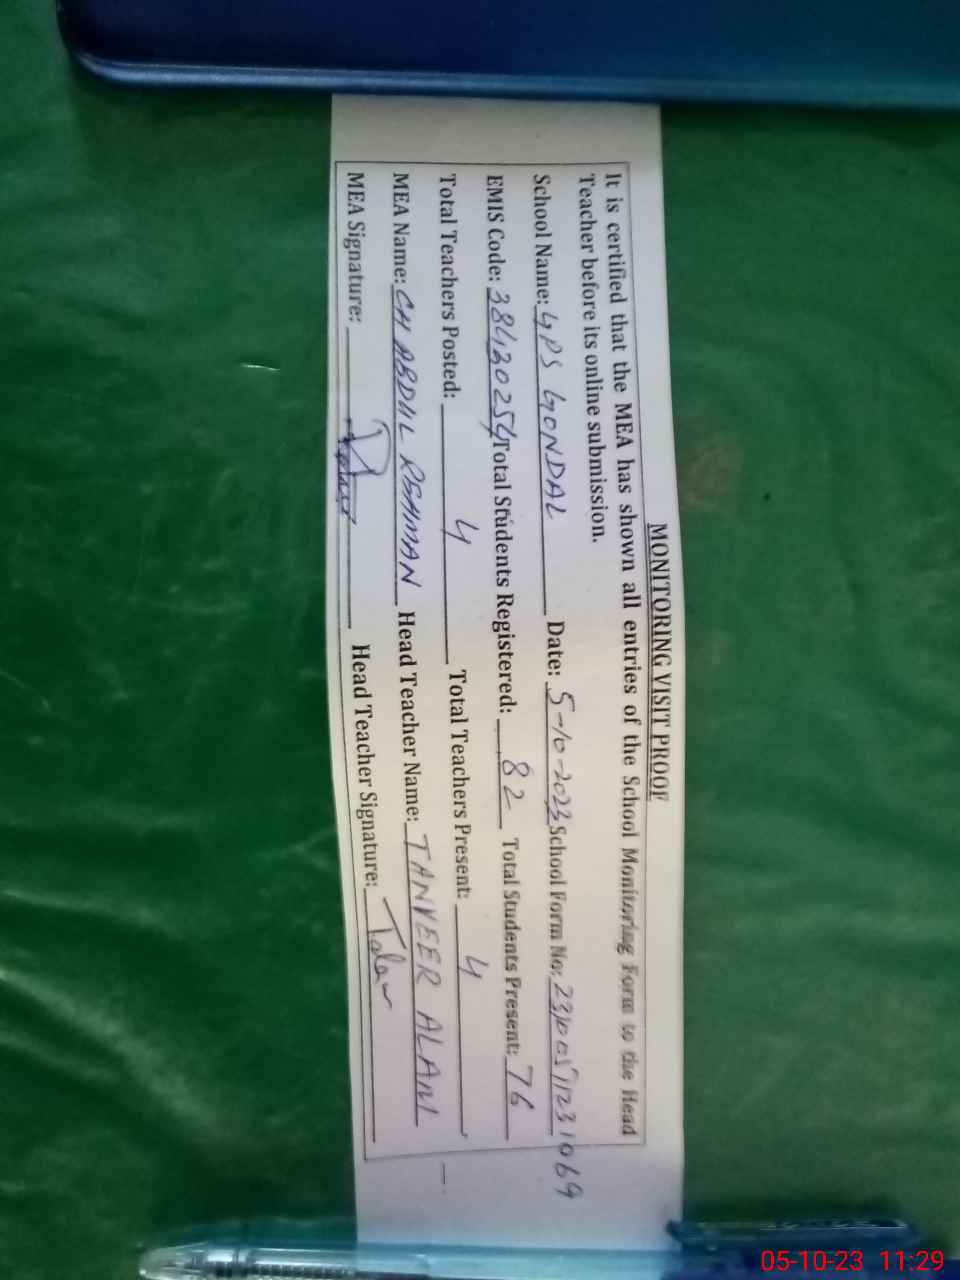 MONITORING VISIT PROOF
It is certified that the MEA has shown all entries of the School Monitoring Form to the Head
Teacher before its online submission.
School Name: GPS GONDAL Date: 5-10-2023 School Form No:
EMIS Code: 38420254 Total Students Registered: 82 Total Students Present: 76
Total Teachers Posted: 4 Total Teachers Present: 4
MEA Name: CH ABDUL REHMAN Head Teacher Name: TANVEER ALAM
MEA Signature: Head Teacher Signature:
05-10-23 11:29